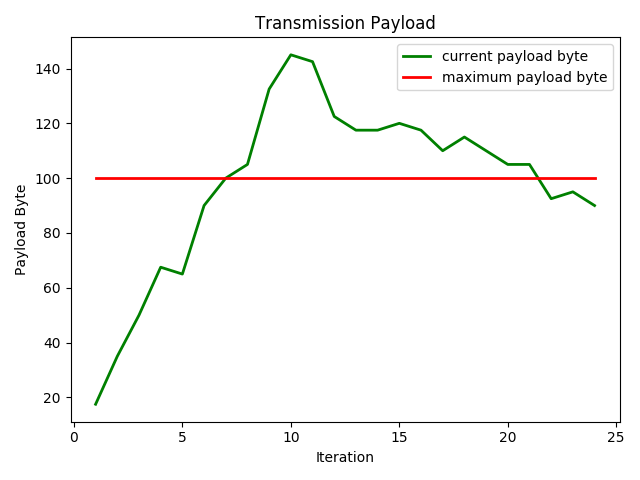 Transmission Payload
current payload byte
maximum payload byte
140
120
100
80
60
40
20
Payload Byte
0 5 10 15 20 25
Iteration